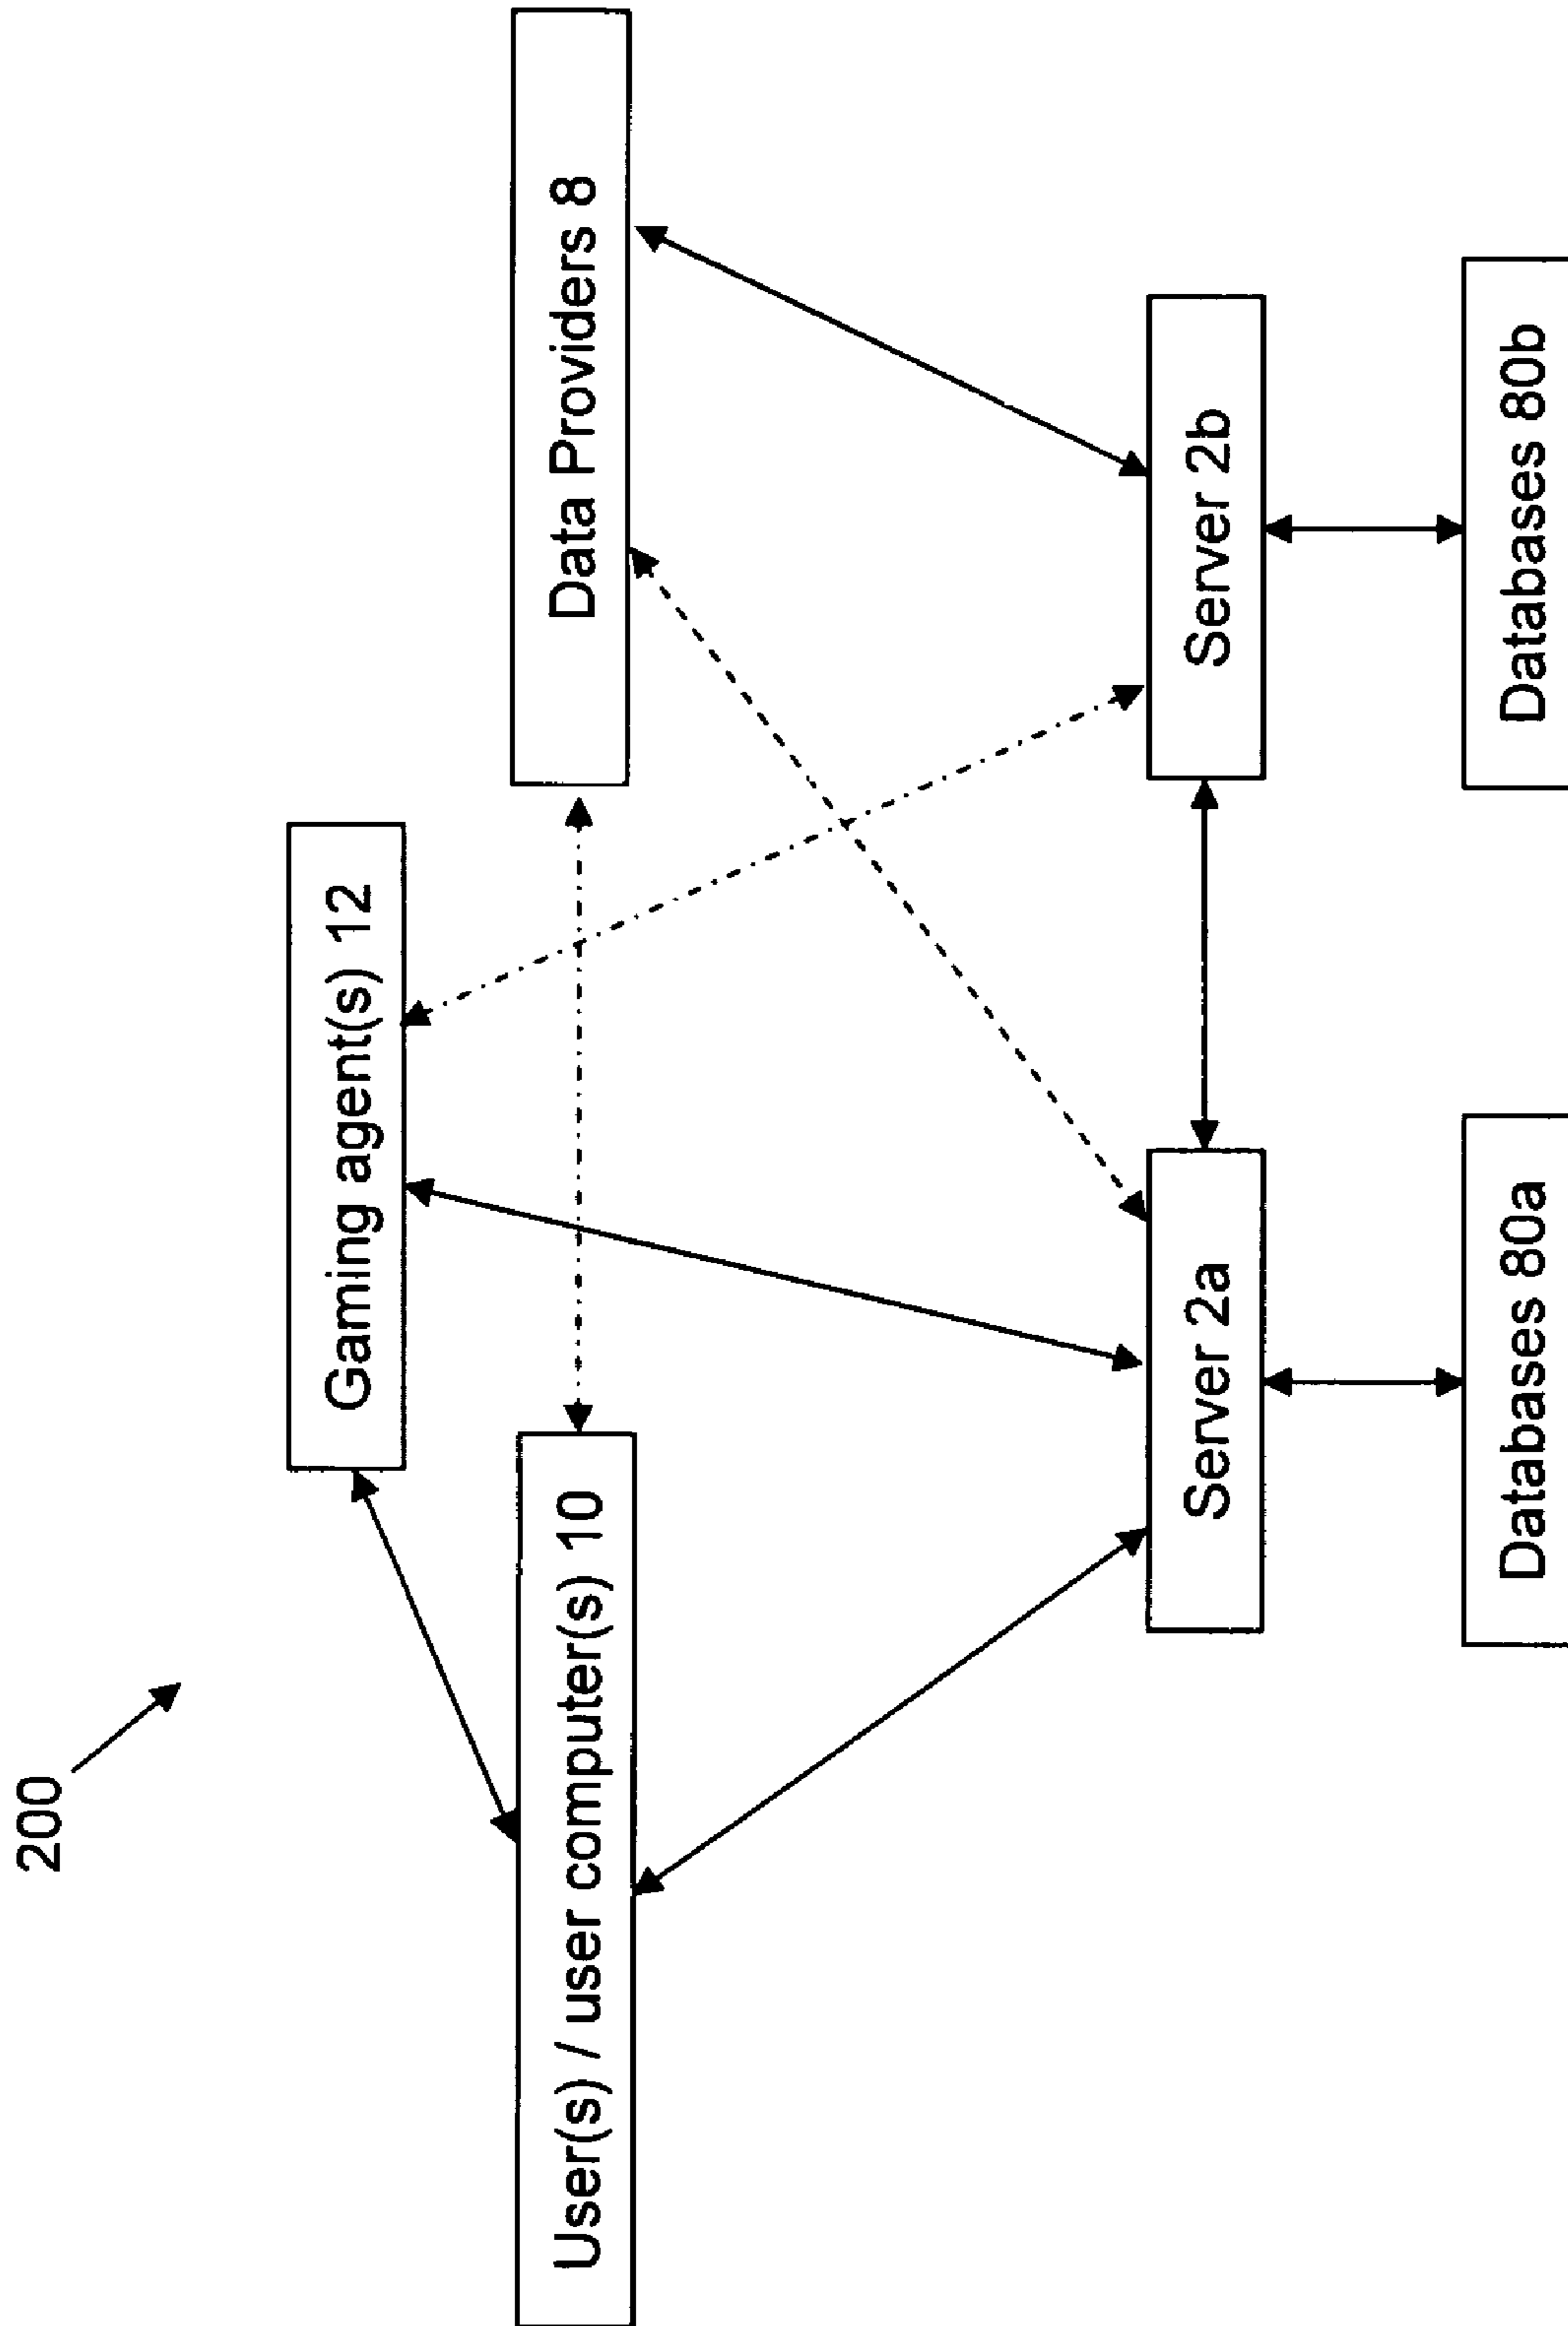 200
Gaming agent(s) 12
User(s) / user computer(s) 10
Data Providers 8
Server 2a
Server 2b
Databases 80a
Databases 80b